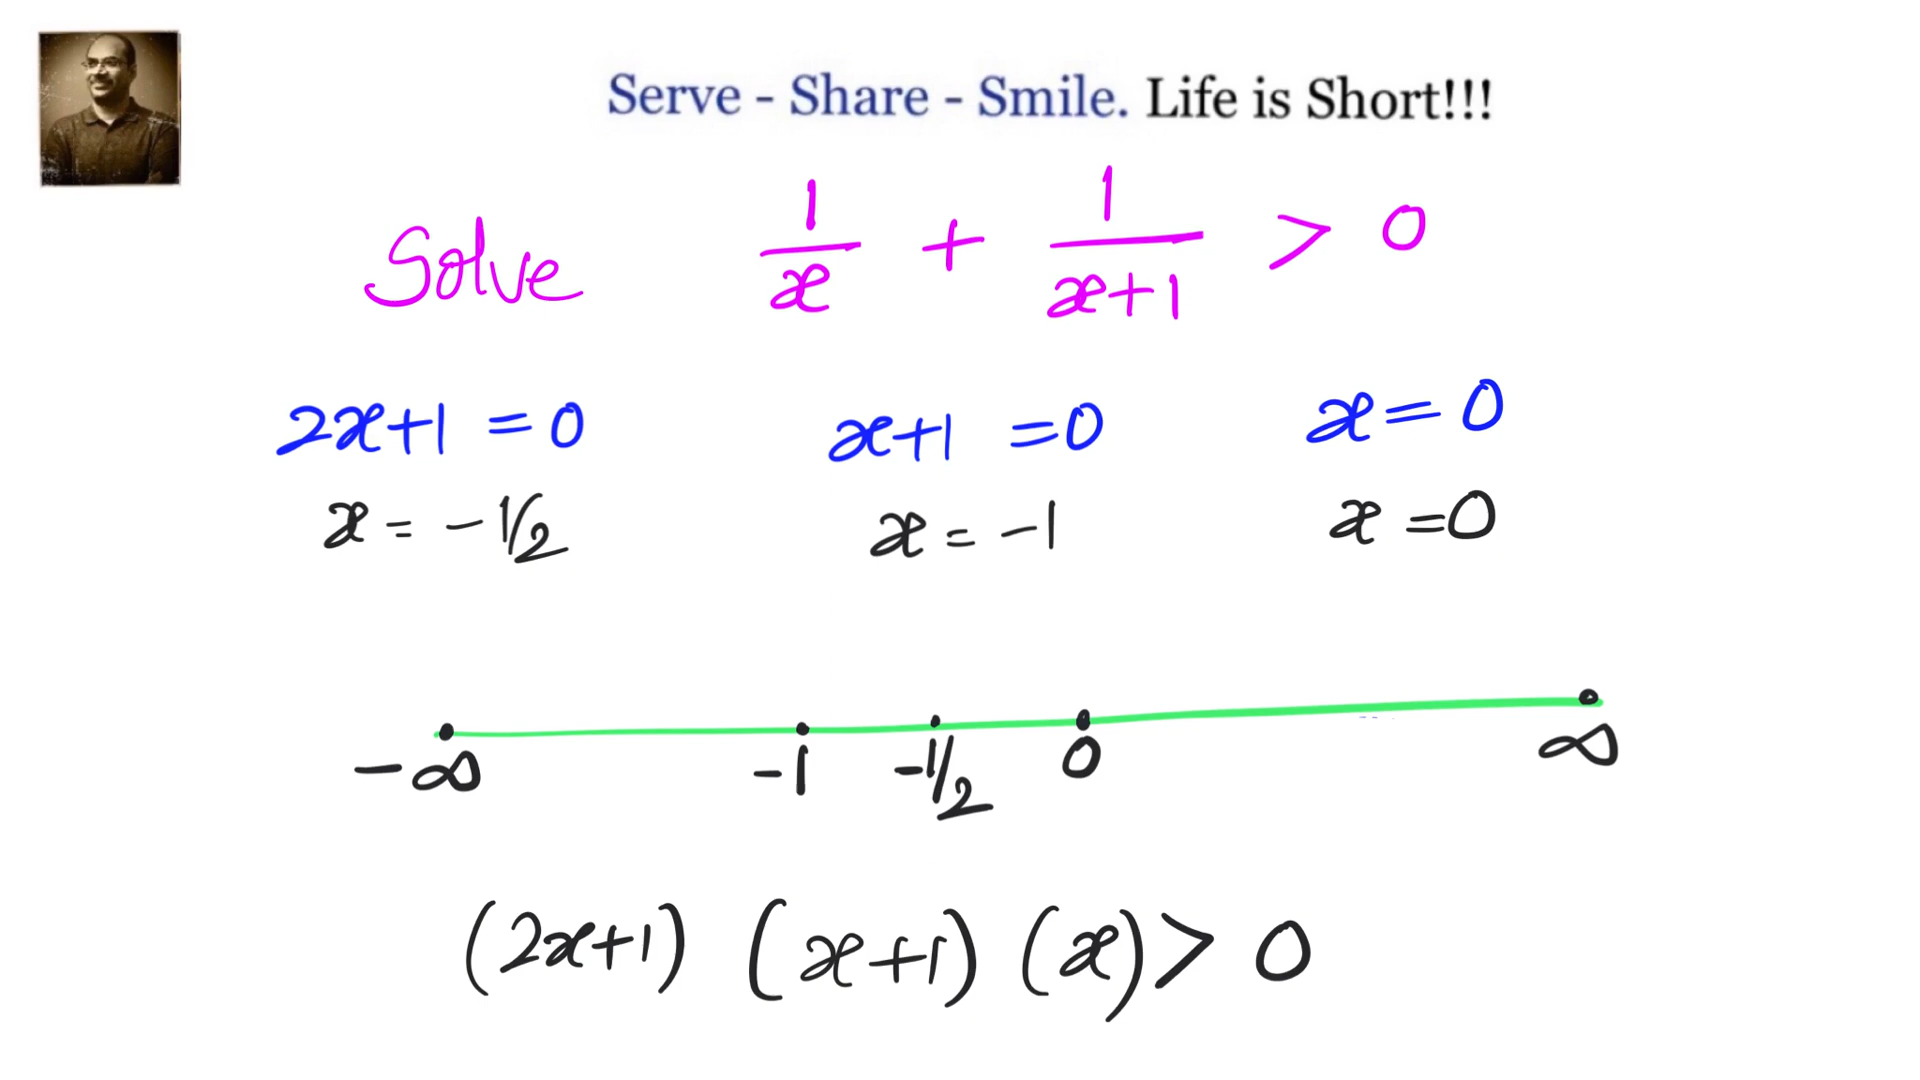 Serve - Share - Smile. Life is Short!!!
Solve 1/x + 1/(x+1) > 0
2x+1 = 0 x+1 = 0 x = 0
x = -1/2 x = -1 x = 0
-∞ -1 -1/2 0 ∞
(2x+1) (x+1) (x) > 0